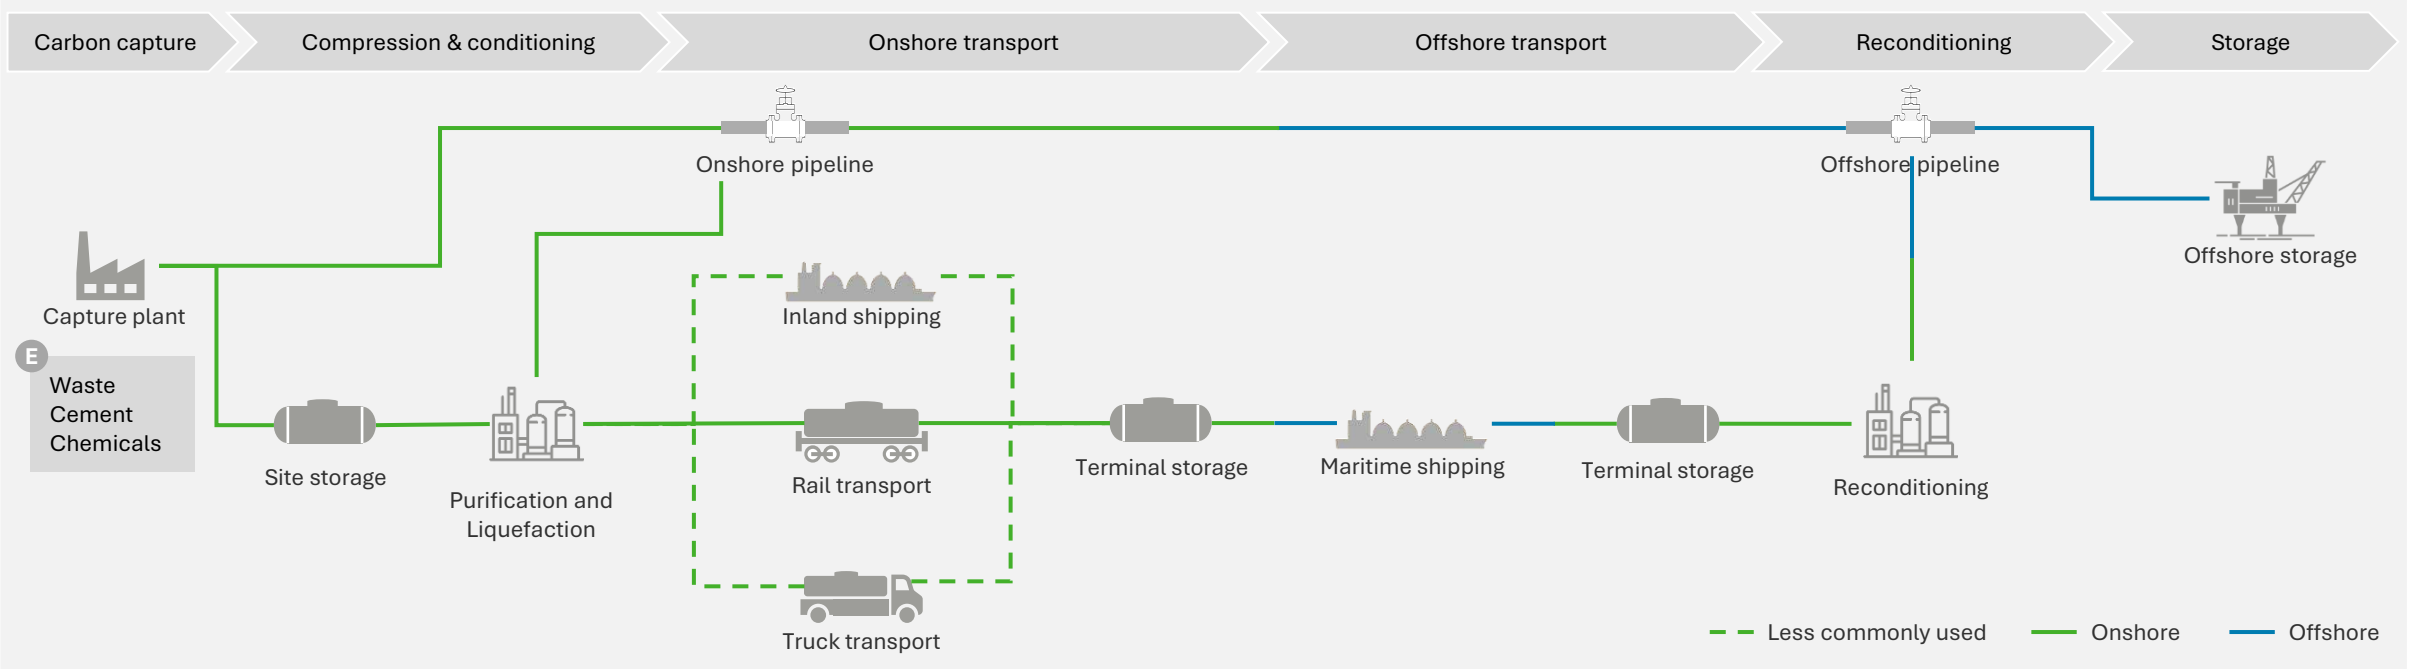 Carbon capture
Compression & conditioning
Onshore transport
Offshore transport
Reconditioning
Storage
Onshore pipeline
Offshore pipeline
Offshore storage
Capture plant
Inland shipping
E
Waste
Cement
Chemicals
Site storage
Purification and
Liquefaction
Rail transport
Terminal storage
Maritime shipping
Terminal storage
Reconditioning
Truck transport
Less commonly used
Onshore
Offshore